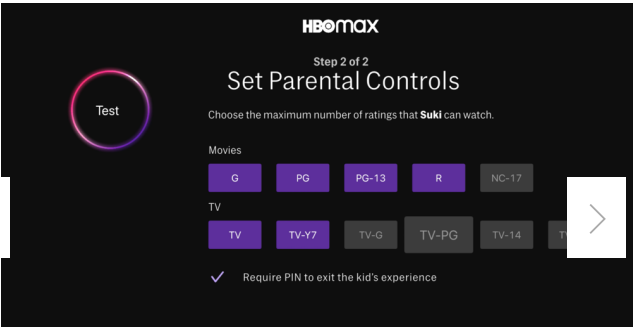 HBOmax
Step 2 of 2
Set Parental Controls
Test
Choose the maximum number of ratings that Suki can watch.
Movies
G PG PG-13 R NC-17
TV
TV TV-Y7 TV-G TV-PG TV-14
Require PIN to exit the kid's experience